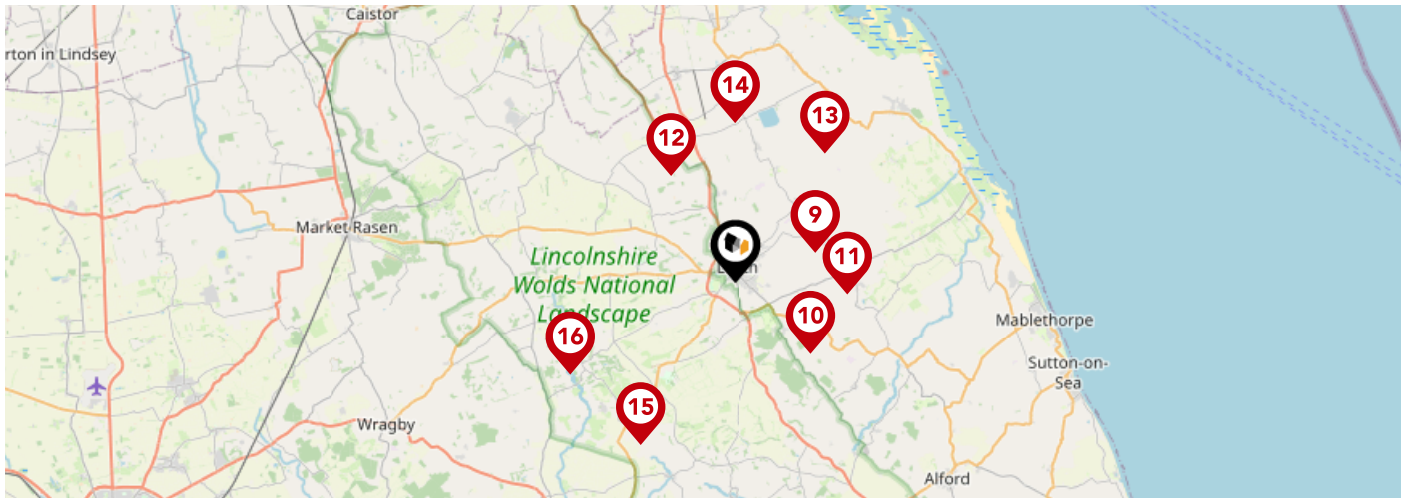 Caistor
rton in Lindsey
14
13
12
9
Market Rasen
11
Lincolnshire
Wolds National
Landscape
10
Mablethorpe
16
Sutton-on-
Sea
15
Wragby
Alford